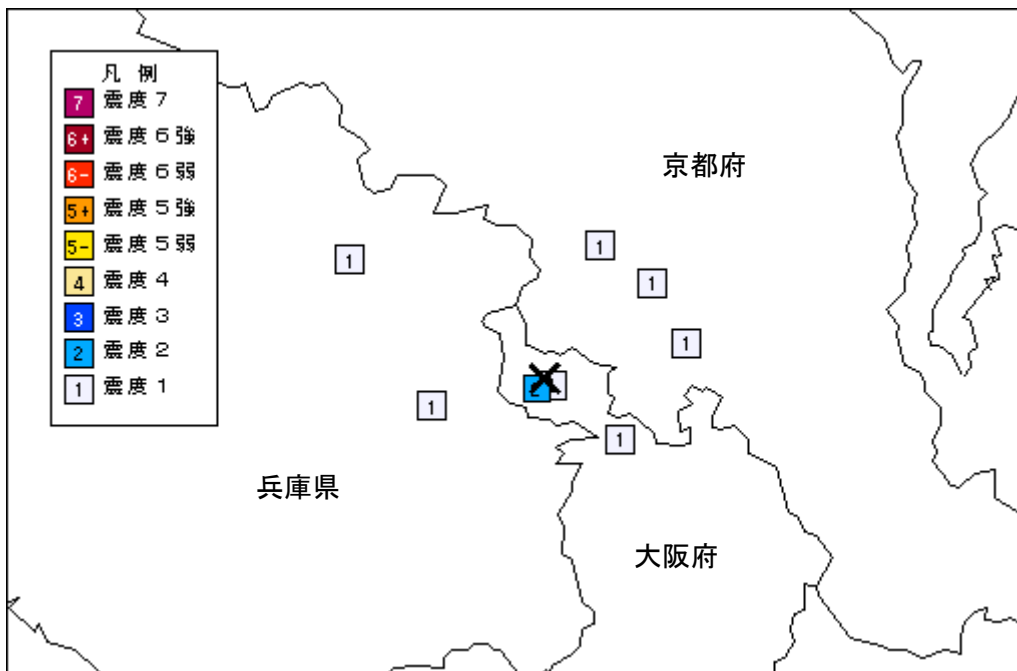 凡例
7 震度7
6+ 震度6強
6- 震度6弱
5+ 震度5強
5- 震度5弱
4 震度4
3 震度3
2 震度2
1 震度1
京都府
1
1
1
1
1
2
1
兵庫県
大阪府